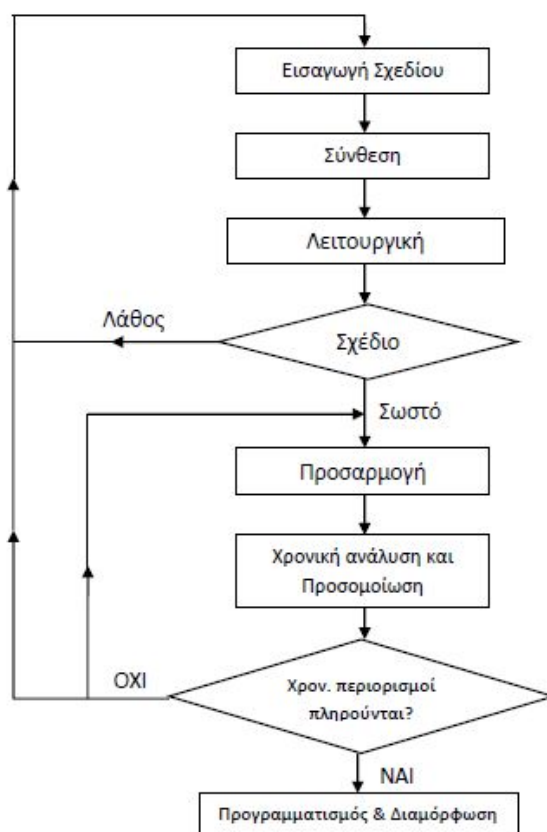 Εισαγωγή Σχεδίου
Σύνθεση
Λειτουργική
Λάθος
Σχέδιο
Σωστό
Προσαρμογή
Χρονική ανάλυση και
Προσομοίωση
ΟΧΙ
Χρον. περιορισμοί
πληρούνται?
ΝΑΙ
Προγραμματισμός & Διαμόρφωση